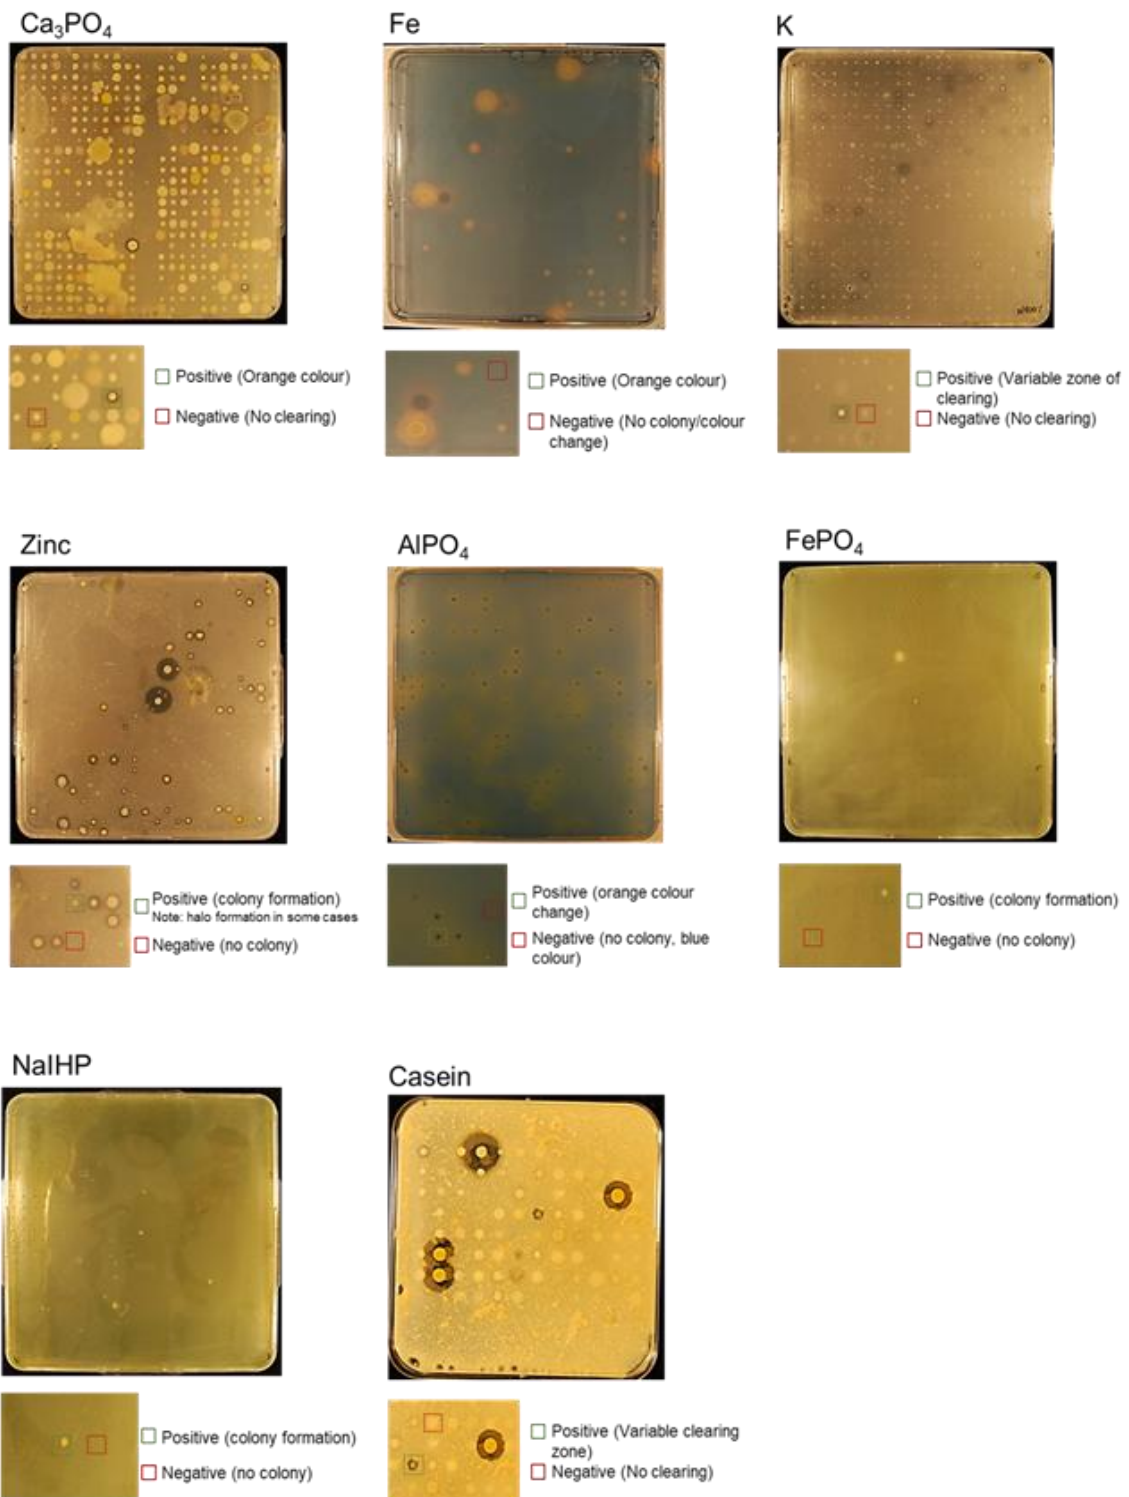 Ca₃PO₄
Fe
K
Positive (Orange colour)
Negative (No clearing)
Positive (Orange colour)
Negative (No colony/colour
change)
Positive (Variable zone of
clearing)
Negative (No clearing)
Zinc
AlPO₄
FePO₄
Positive (colony formation)
Note: halo formation in some cases
Negative (no colony)
Positive (orange colour
change)
Negative (no colony, blue
colour)
Positive (colony formation)
Negative (no colony)
NaIHP
Casein
Positive (colony formation)
Negative (no colony)
Positive (Variable clearing
zone)
Negative (No clearing)